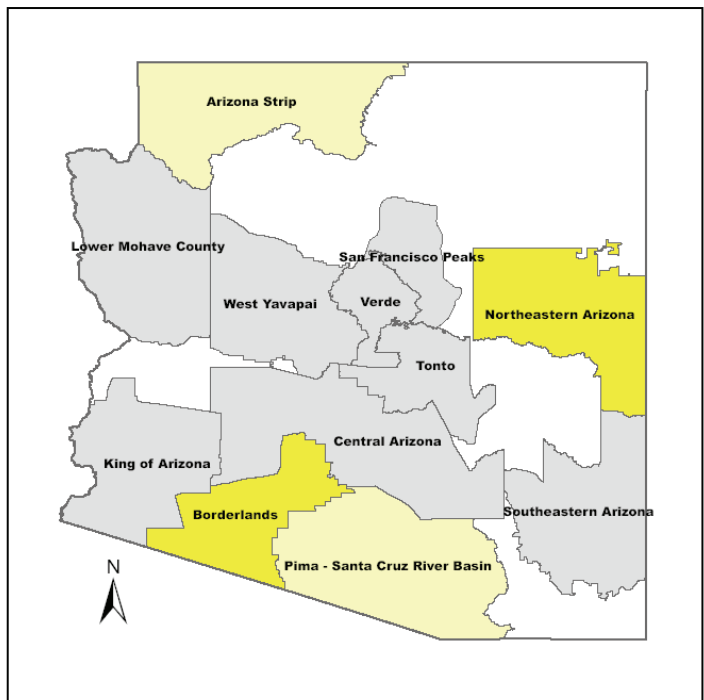 Arizona Strip
Lower Mohave County
San Francisco Peaks
West Yavapai
Verde
Northeastern Arizona
Tonto
Central Arizona
King of Arizona
Borderlands
Southeastern Arizona
Pima - Santa Cruz River Basin
N